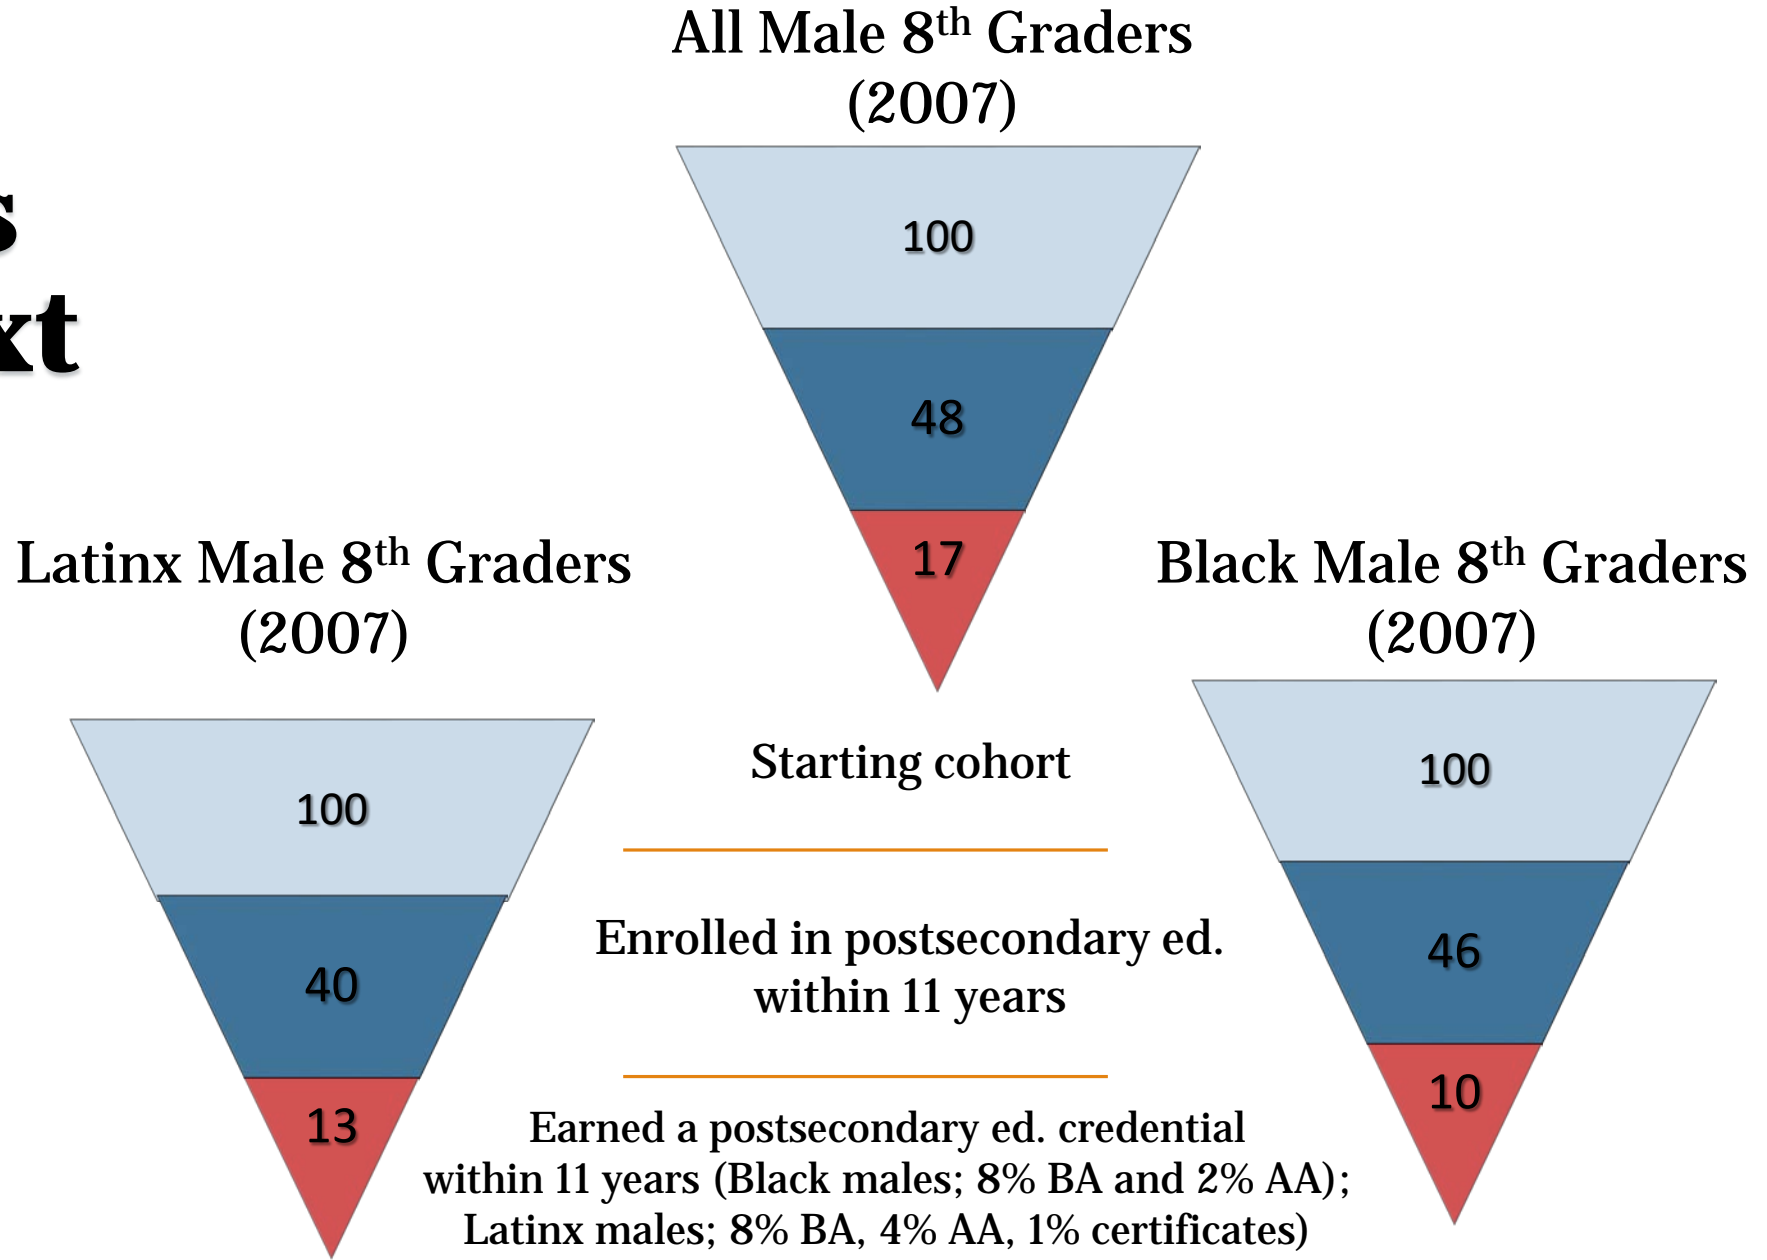 All Male 8th Graders
(2007)
100
48
17
Latinx Male 8th Graders
(2007)
100
40
13
Black Male 8th Graders
(2007)
100
46
10
Starting cohort
Enrolled in postsecondary ed.
within 11 years
Earned a postsecondary ed. credential
within 11 years (Black males; 8% BA and 2% AA);
Latinx males; 8% BA, 4% AA, 1% certificates)